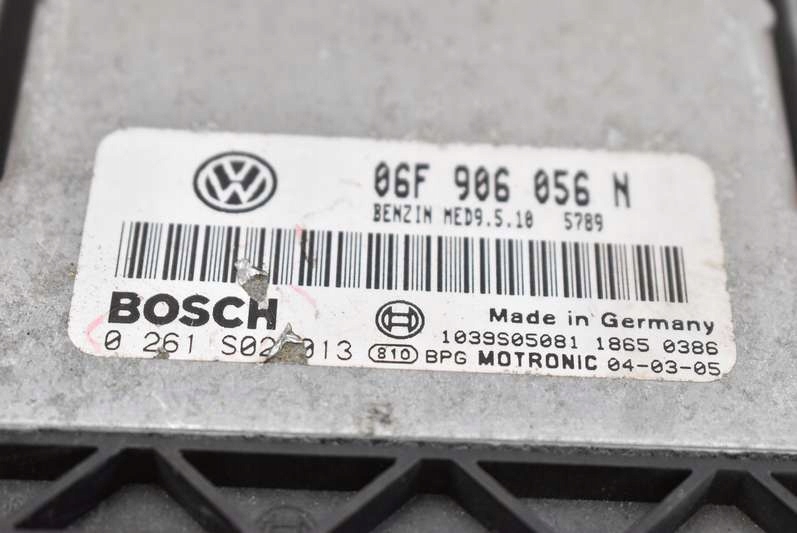 06F 906 056 N
BENZIN MED9.5.10 5789
BOSCH
Made in Germany
0 261 013
1039S05081 1865 0386
810 BPG MOTRONIC 04-03-05